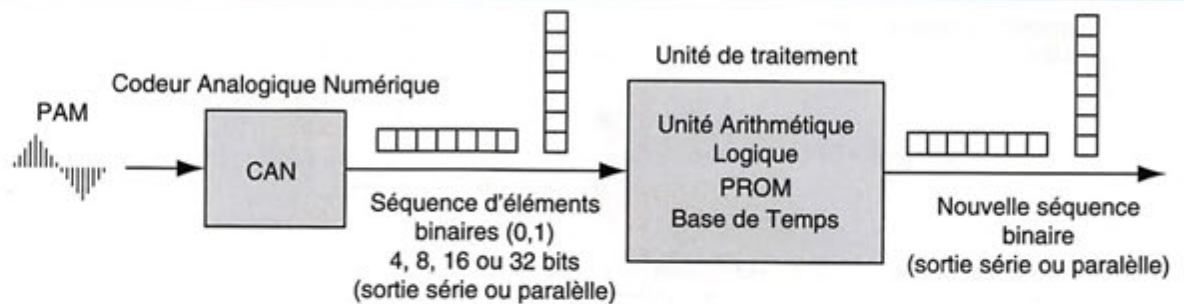 PAM
Codeur Analogique Numérique
CAN
Séquence d'éléments
binaires (0,1)
4, 8, 16 ou 32 bits
(sortie série ou paralèlle)
Unité de traitement
Unité Arithmétique
Logique
PROM
Base de Temps
Nouvelle séquence
binaire
(sortie série ou paralèlle)